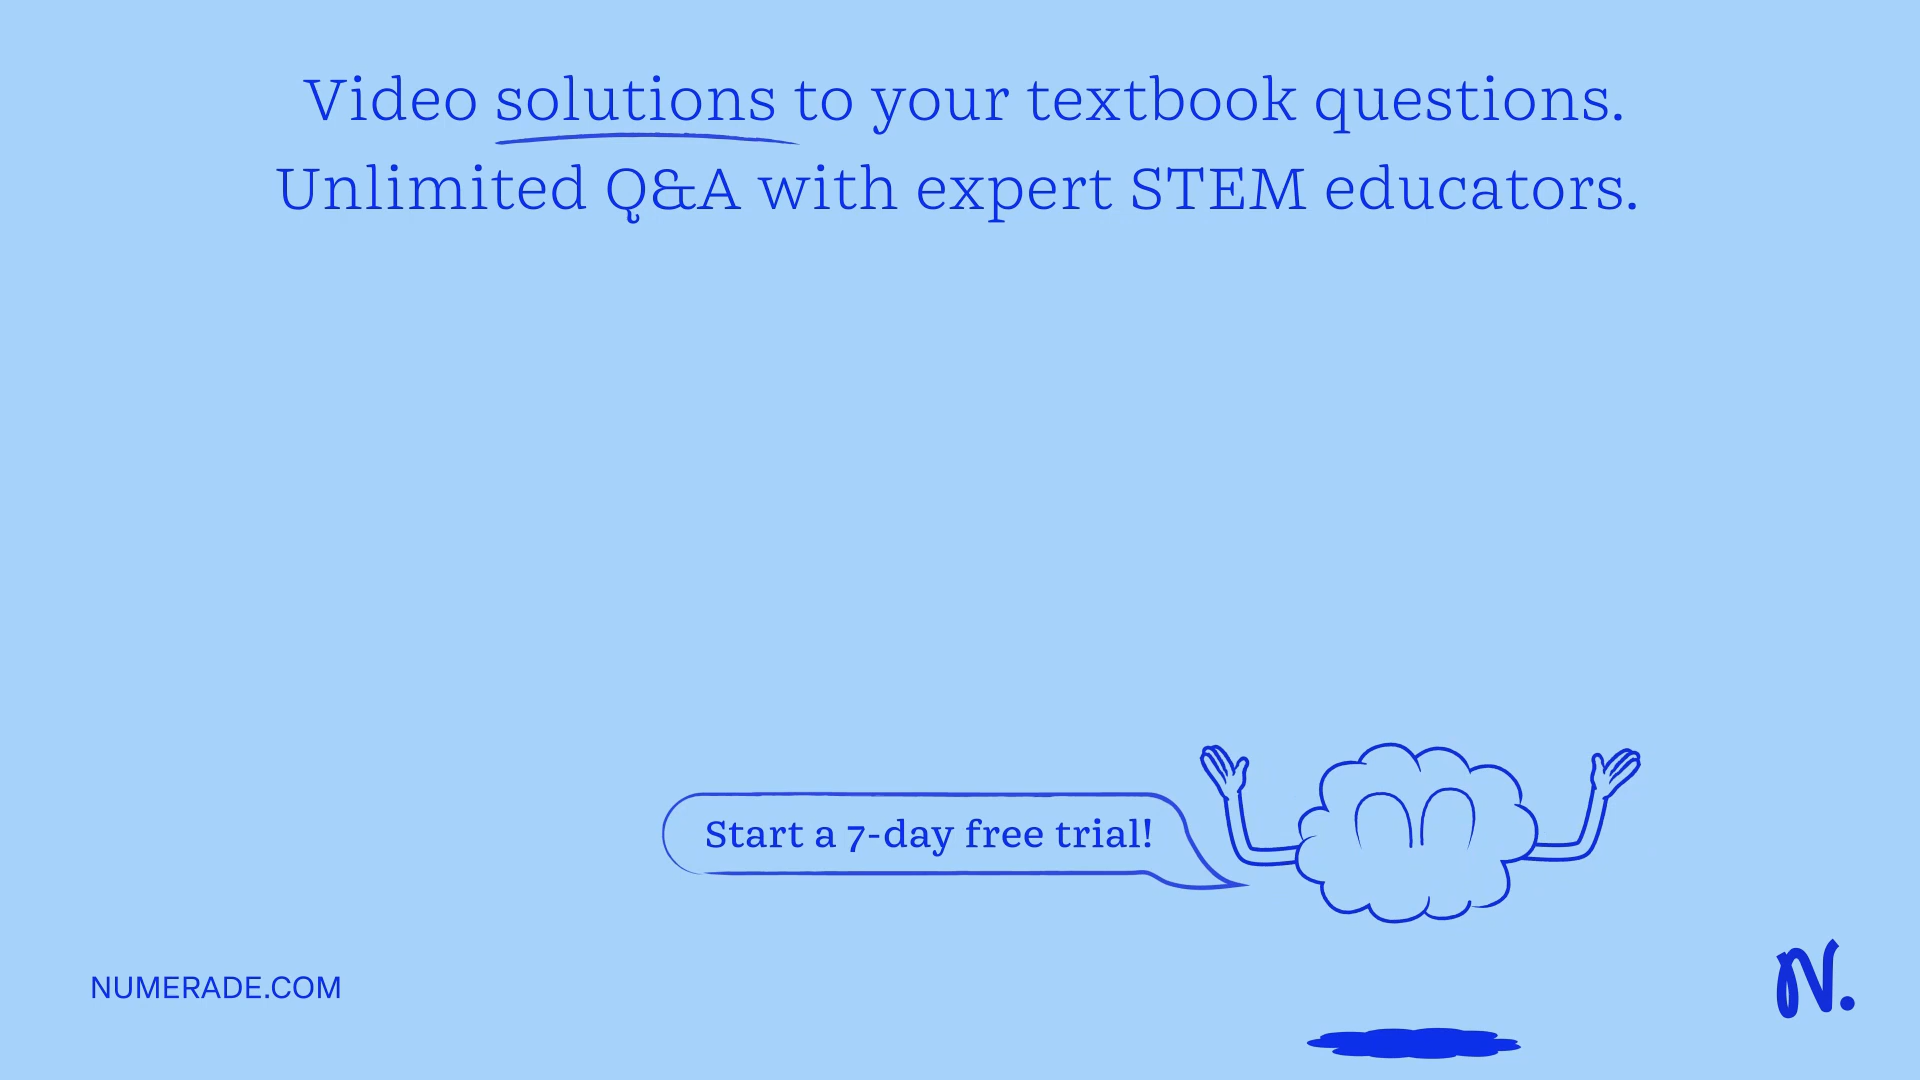 Video solutions to your textbook questions.
Unlimited Q&A with expert STEM educators.
Start a 7-day free trial!
NUMERADE.COM
N.